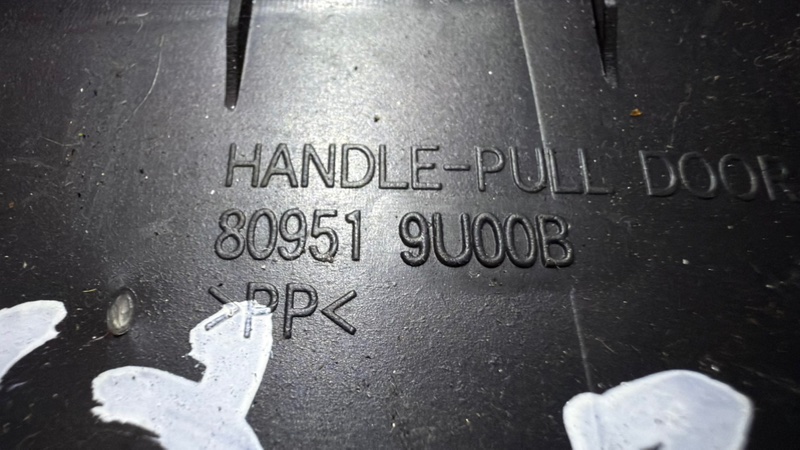 HANDLE-PULL DOOR
80951 9U00B
>PP<